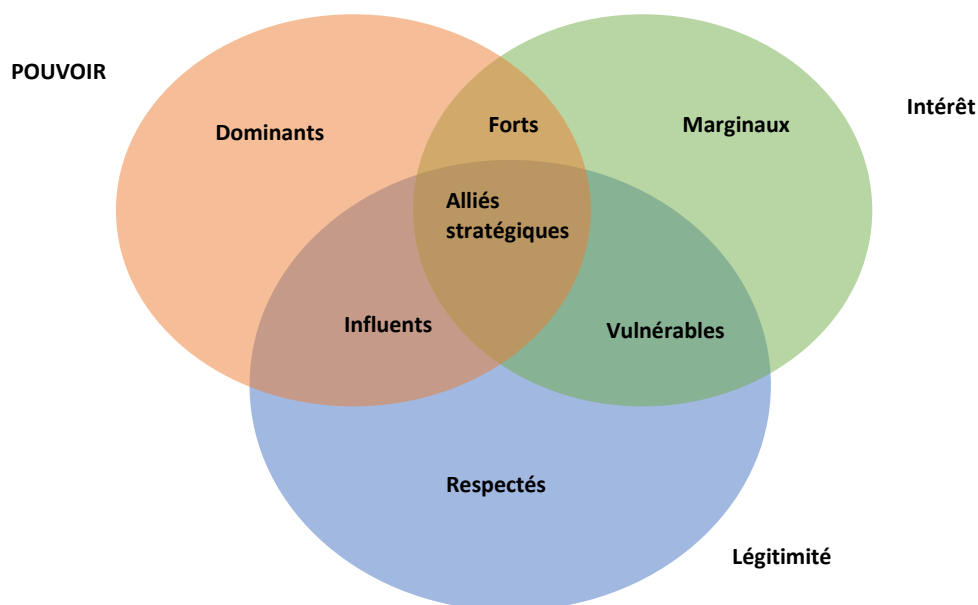 POUVOIR
Intérêt
Dominants
Forts
Marginaux
Alliés
stratégiques
Influents
Vulnérables
Respectés
Légitimité